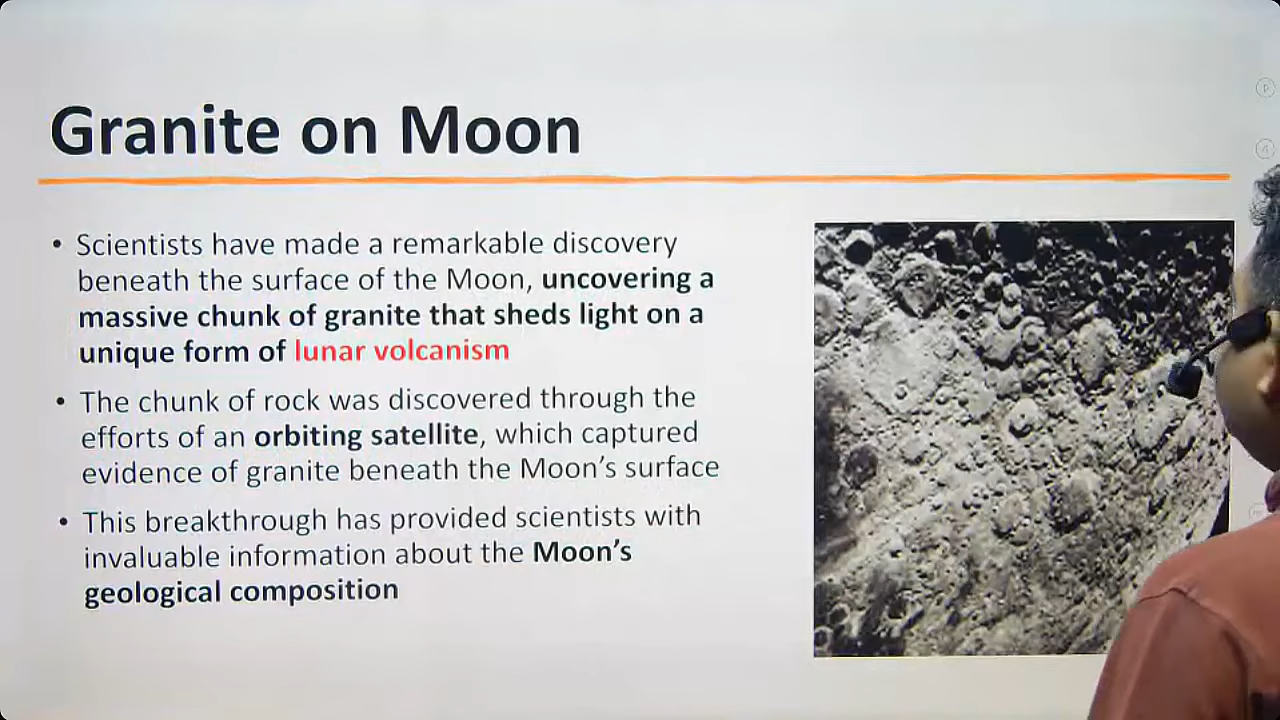 Granite on Moon
• Scientists have made a remarkable discovery
beneath the surface of the Moon, uncovering a
massive chunk of granite that sheds light on a
unique form of lunar volcanism
• The chunk of rock was discovered through the
efforts of an orbiting satellite, which captured
evidence of granite beneath the Moon's surface
• This breakthrough has provided scientists with
invaluable information about the Moon's
geological composition